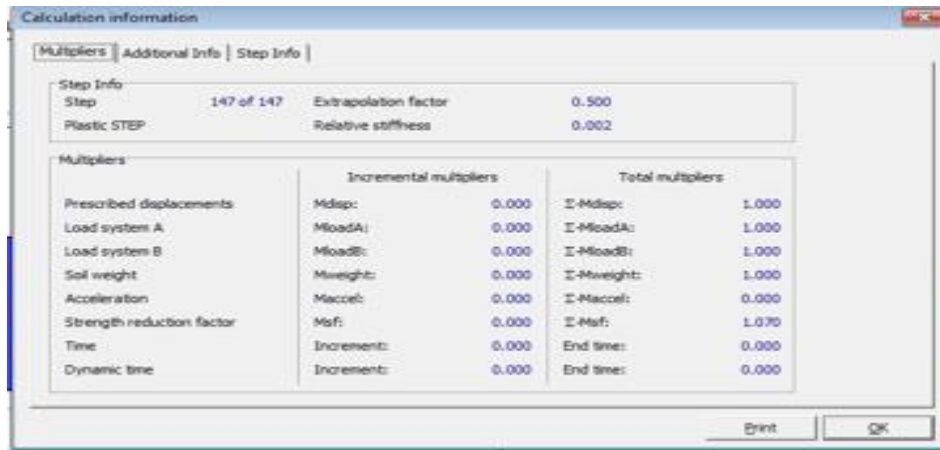 Calculation information
Multipliers Additional Info Step Info
Step Info
Step 147 of 147 Extrapolation factor 0.500
Plastic STEP Relative stiffness 0.002
Multipliers
Incremental multipliers Total multipliers
Prescribed displacements Mdisp: 0.000 Σ-Mdisp: 1.000
Load system A MloadA: 0.000 Σ-MloadA: 1.000
Load system B MloadB: 0.000 Σ-MloadB: 1.000
Soil weight Mweight: 0.000 Σ-Mweight: 1.000
Acceleration Maccel: 0.000 Σ-Maccel: 0.000
Strength reduction factor Msf: 0.000 Σ-Msf: 1.070
Time Increment: 0.000 End time: 0.000
Dynamic time Increment: 0.000 End time: 0.000
Print OK